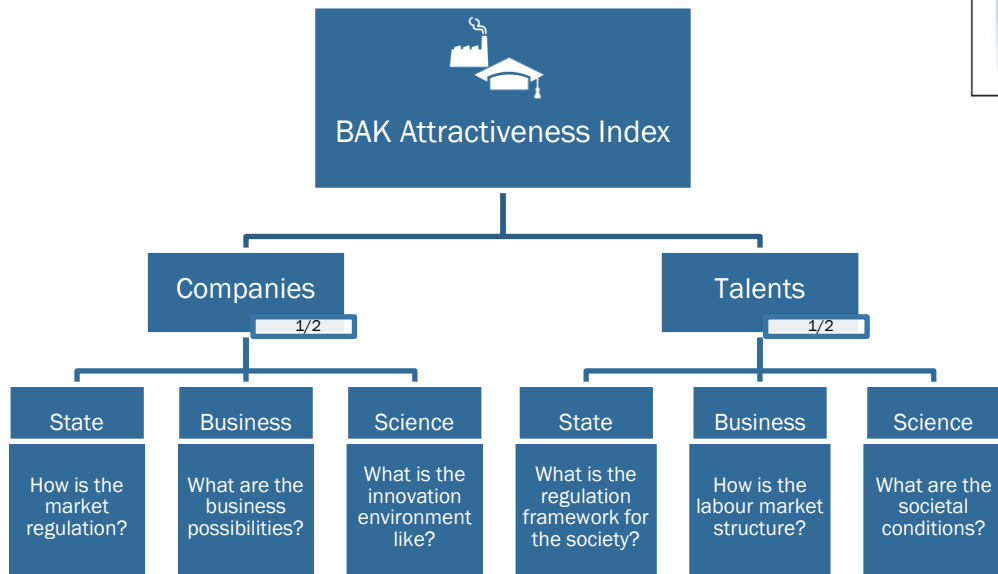 BAK Attractiveness Index
Companies
1/2
Talents
1/2
State
Business
Science
State
Business
Science
How is the
market
regulation?
What are the
business
possibilities?
What is the
innovation
environment
like?
What is the
regulation
framework for
the society?
How is the
labour market
structure?
What are the
societal
conditions?